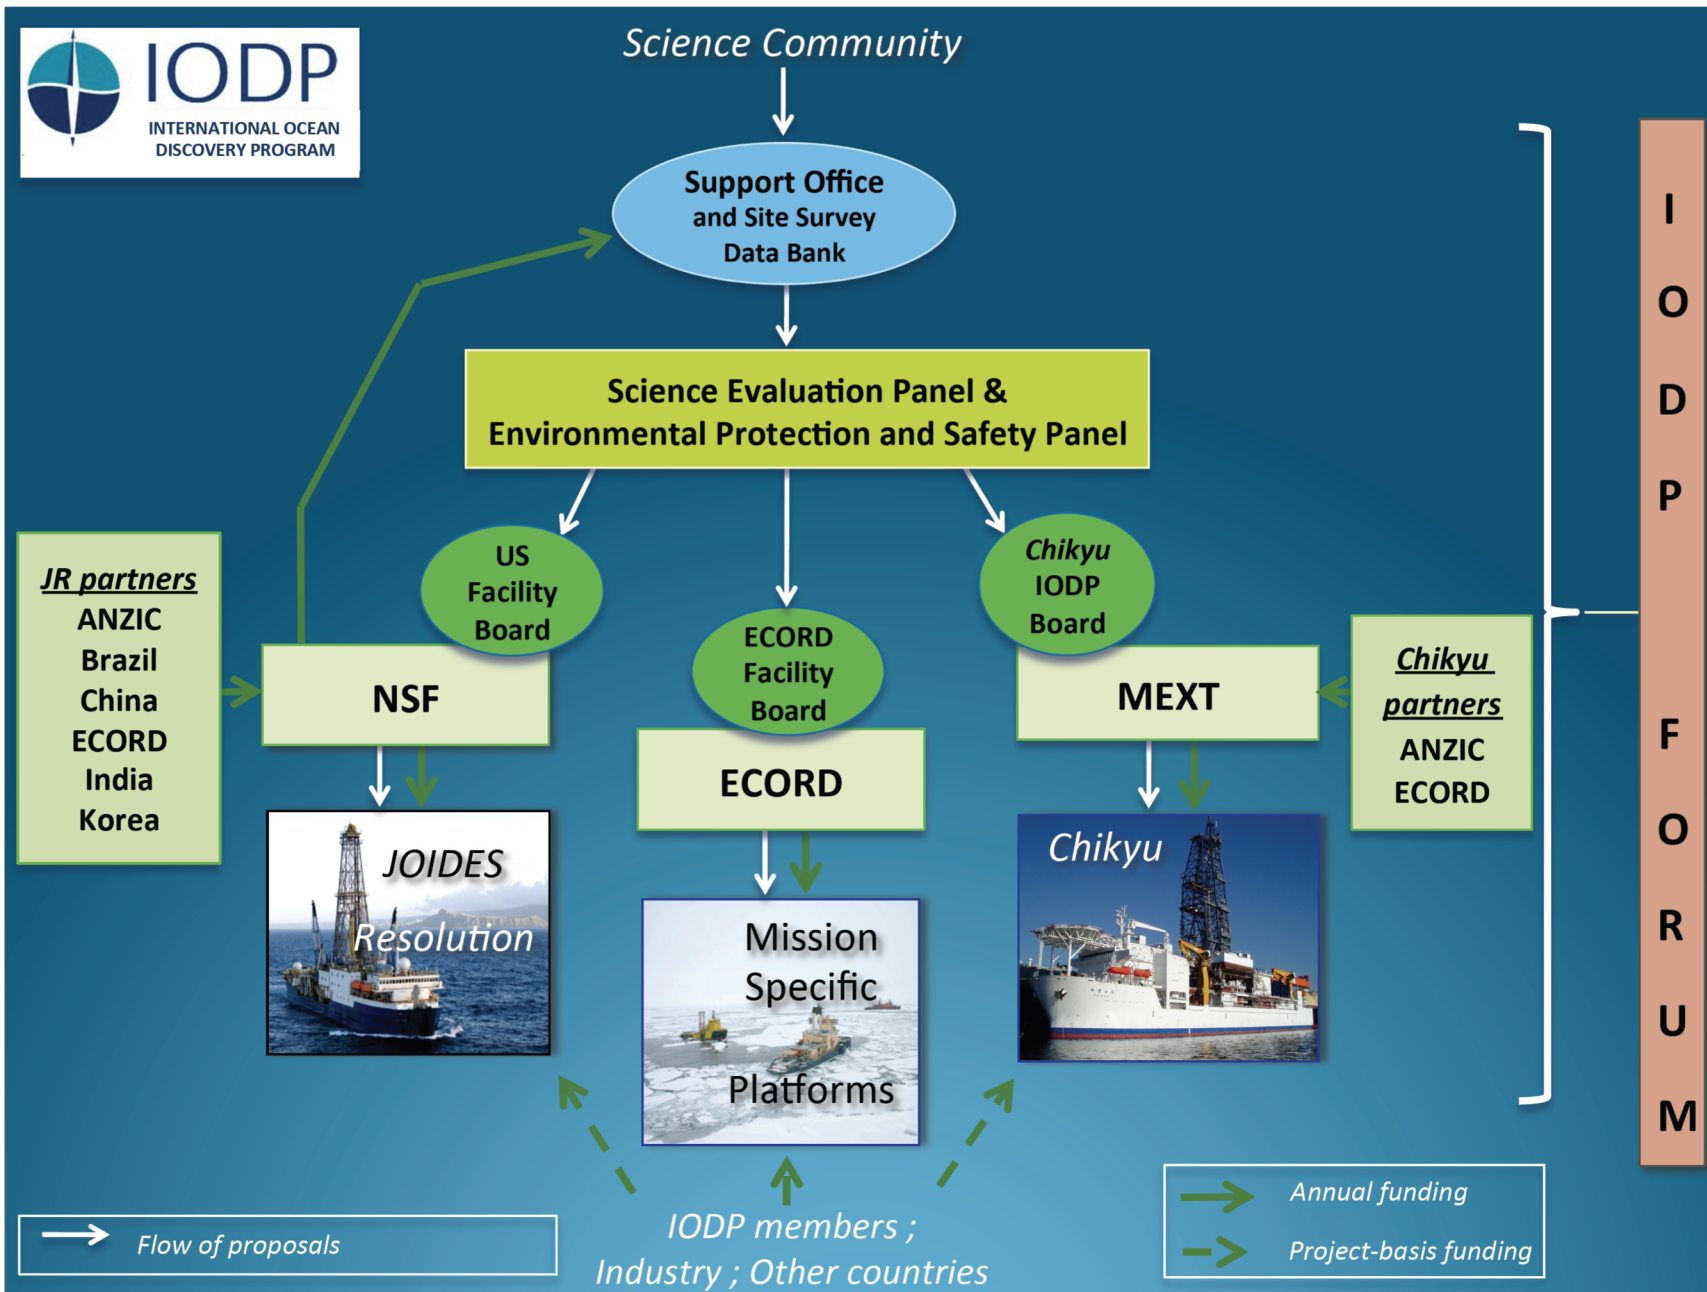 IODP
INTERNATIONAL OCEAN
DISCOVERY PROGRAM
Science Community
Support Office
and Site Survey
Data Bank
Science Evaluation Panel &
Environmental Protection and Safety Panel
US
Facility
Board
ECORD
Facility
Board
Chikyu
IODP
Board
JR partners
ANZIC
Brazil
China
ECORD
India
Korea
NSF
ECORD
MEXT
Chikyu
partners
ANZIC
ECORD
JOIDES
Resolution
Mission
Specific
Platforms
Chikyu
IODP members ;
Industry ; Other countries
Flow of proposals
Annual funding
Project-basis funding
I
O
D
P
F
O
R
U
M